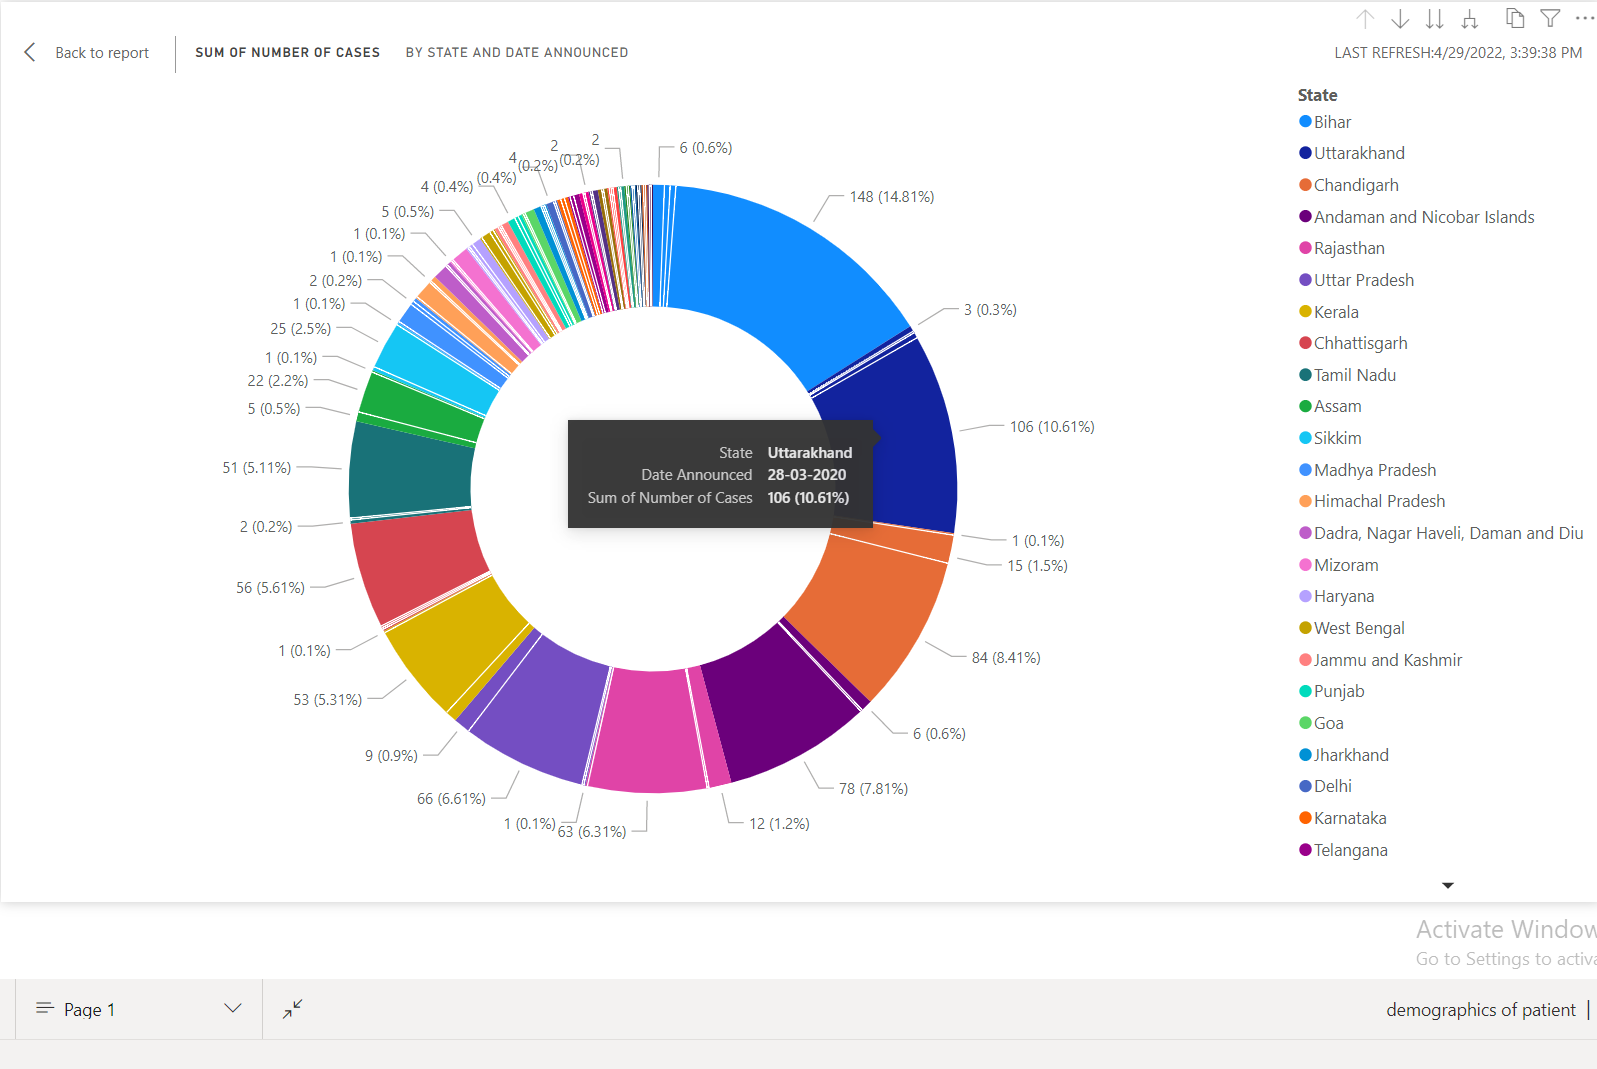 Back to report
SUM OF NUMBER OF CASES
BY STATE AND DATE ANNOUNCED
LAST REFRESH:4/29/2022, 3:39:38 PM
6 (0.6%)
148 (14.81%)
3 (0.3%)
106 (10.61%)
1 (0.1%)
15 (1.5%)
84 (8.41%)
6 (0.6%)
78 (7.81%)
12 (1.2%)
63 (6.31%)
1 (0.1%)
66 (6.61%)
9 (0.9%)
53 (5.31%)
1 (0.1%)
56 (5.61%)
2 (0.2%)
51 (5.11%)
5 (0.5%)
22 (2.2%)
1 (0.1%)
25 (2.5%)
1 (0.1%)
2 (0.2%)
1 (0.1%)
1 (0.1%)
5 (0.5%)
4 (0.4%)
4
(0.4%)
2
(0.2%)
2
(0.2%)
State Uttarakhand
Date Announced 28-03-2020
Sum of Number of Cases 106 (10.61%)
State
Bihar
Uttarakhand
Chandigarh
Andaman and Nicobar Islands
Rajasthan
Uttar Pradesh
Kerala
Chhattisgarh
Tamil Nadu
Assam
Sikkim
Madhya Pradesh
Himachal Pradesh
Dadra, Nagar Haveli, Daman and Diu
Mizoram
Haryana
West Bengal
Jammu and Kashmir
Punjab
Goa
Jharkhand
Delhi
Karnataka
Telangana
Activate Window
Go to Settings to activa
Page 1
demographics of patient